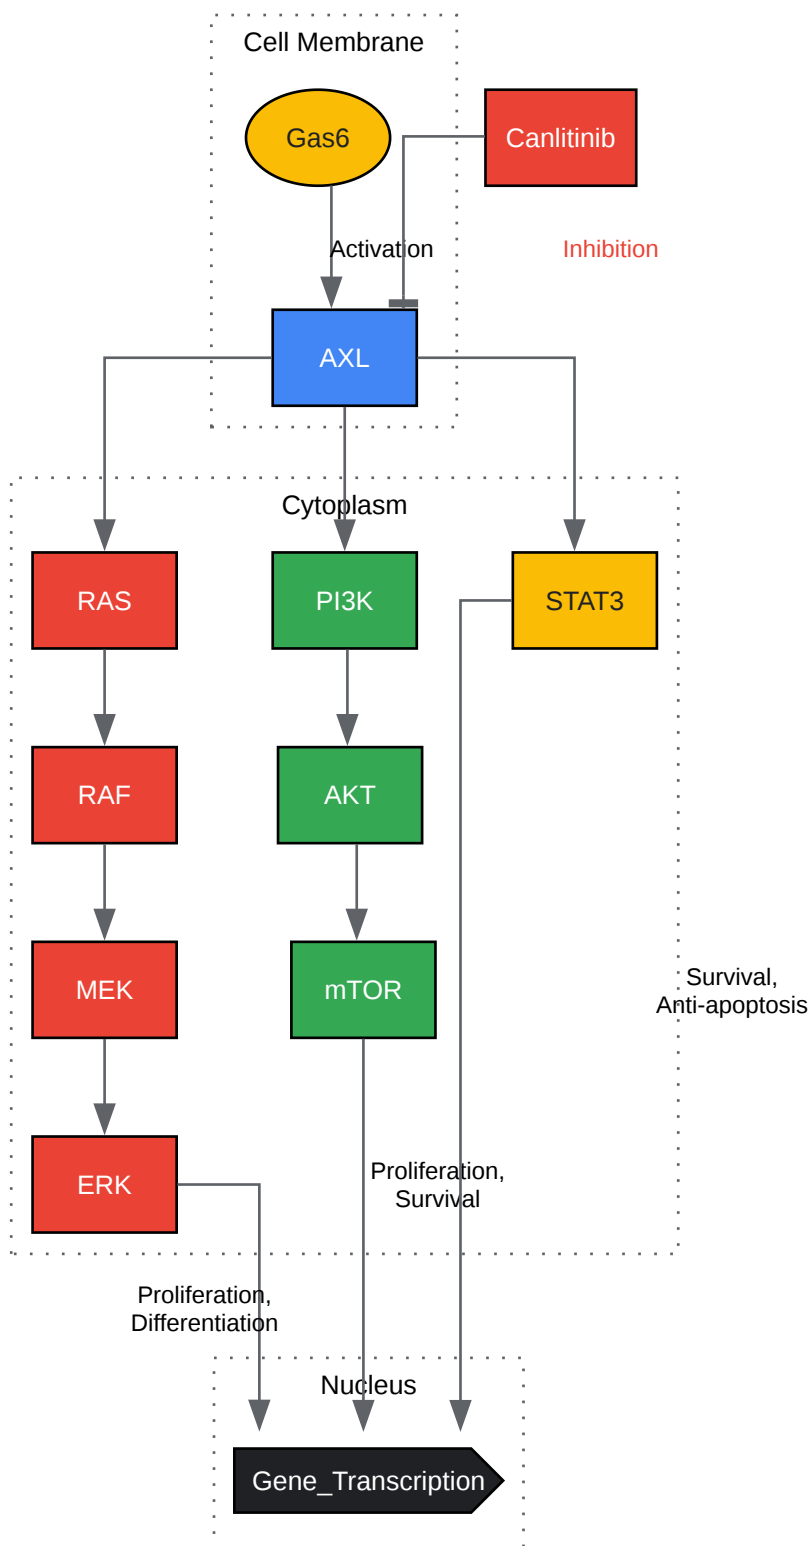 Cell Membrane
Gas6
Canlitinib
Activation
Inhibition
AXL
Cytoplasm
RAS
PI3K
STAT3
RAF
AKT
MEK
mTOR
Survival,
Anti-apoptosis
Proliferation,
Survival
ERK
Proliferation,
Differentiation
Nucleus
Gene_Transcription